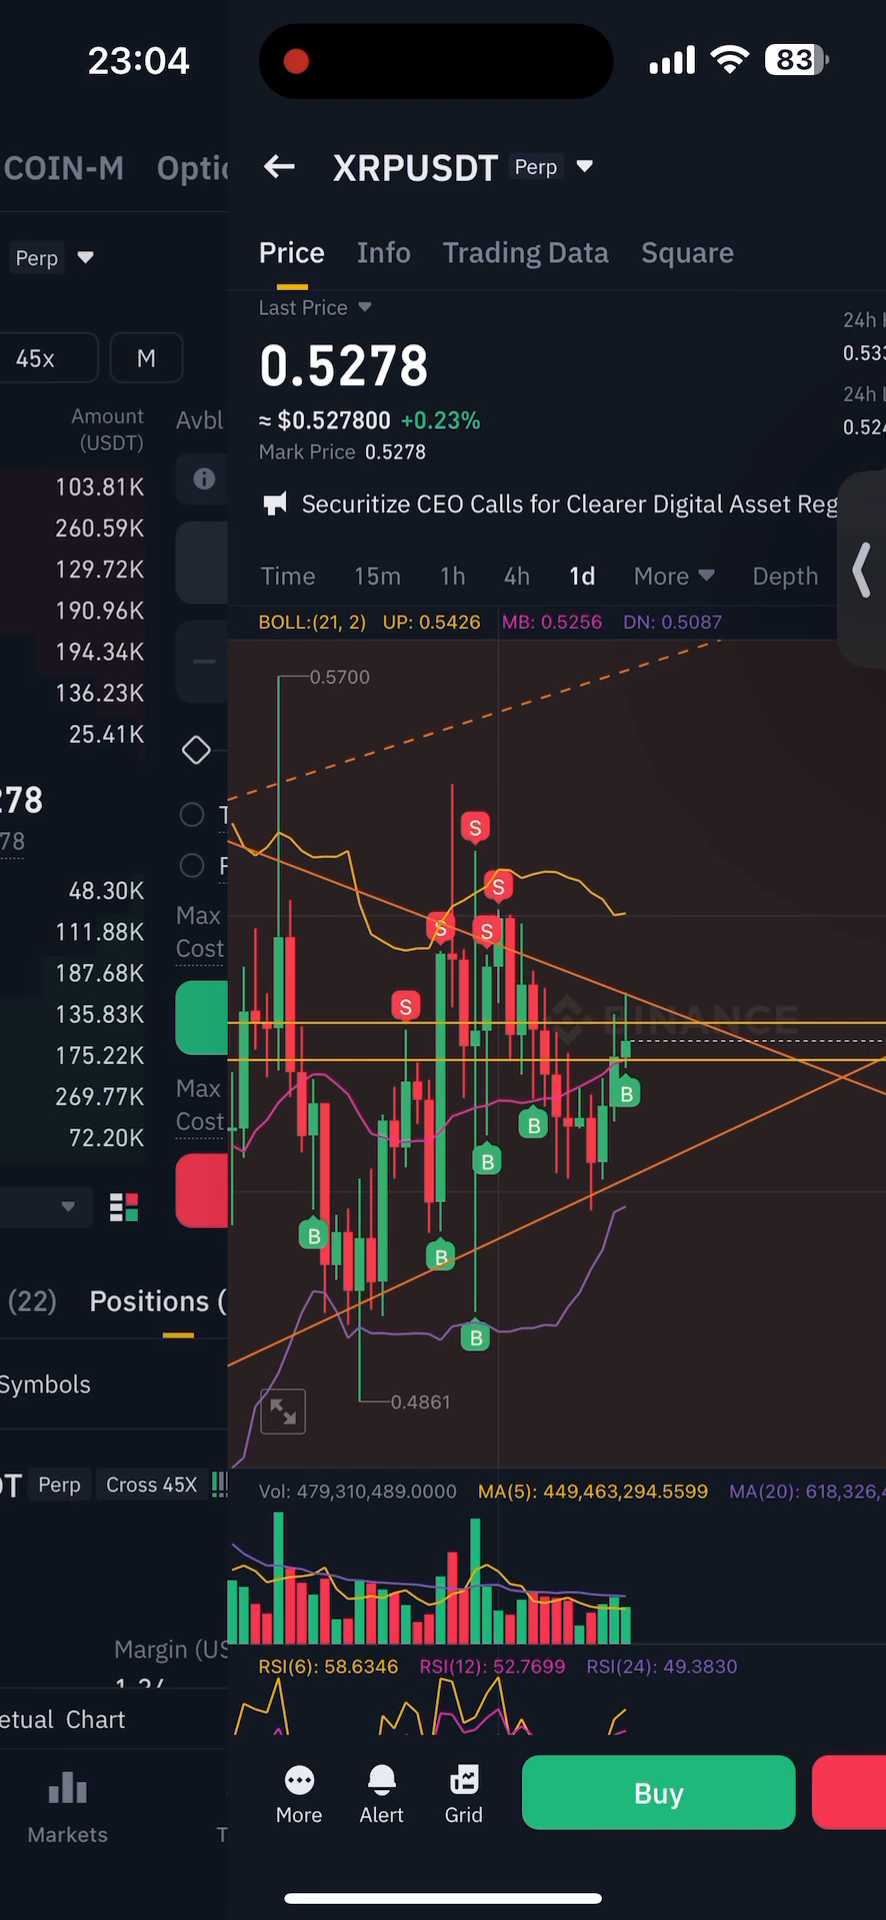 23:04
83
COIN-M
Perp
45x
M
Amount
(USDT)
Avbl
103.81K
260.59K
129.72K
190.96K
194.34K
136.23K
25.41K
278
78
48.30K
111.88K
187.68K
135.83K
175.22K
269.77K
72.20K
Max
Cost
Max
Cost
(22)
Positions (
Symbols
Perp
Cross 45X
Margin (US
etual Chart
Markets
XRPUSDT Perp
Price Info Trading Data Square
Last Price
0.5278
≈ $0.527800 +0.23%
Mark Price 0.5278
24h
24h
Securitize CEO Calls for Clearer Digital Asset Reg
Time 15m 1h 4h 1d More Depth
BOLL:(21, 2) UP: 0.5426 MB: 0.5256 DN: 0.5087
0.5700
S
S
S
S
S
BINANCE
B
B
B
B
B
B
0.4861
Vol: 479,310,489.0000 MA(5): 449,463,294.5599 MA(20): 618,326,
RSI(6): 58.6346 RSI(12): 52.7699 RSI(24): 49.3830
More
Alert
Grid
Buy